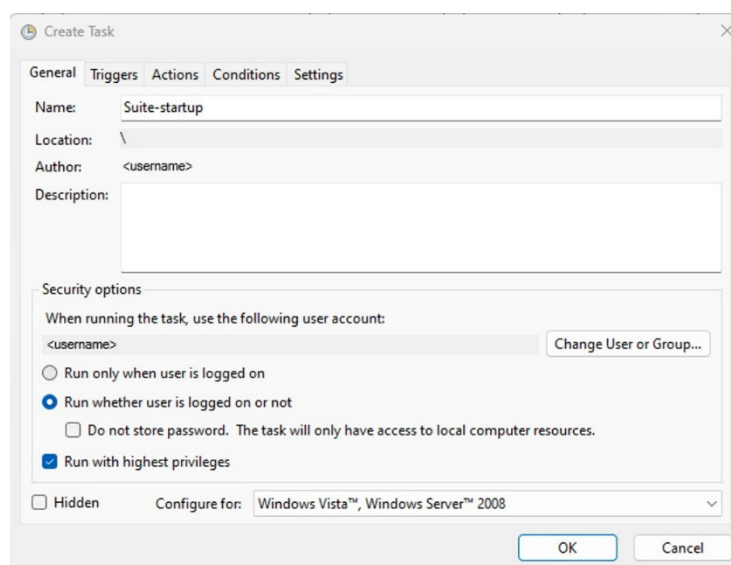 Create Task
General Triggers Actions Conditions Settings
Name: Suite-startup
Location: \
Author: <username>
Description:
Security options
When running the task, use the following user account:
<username> Change User or Group...
Run only when user is logged on
Run whether user is logged on or not
Do not store password. The task will only have access to local computer resources.
Run with highest privileges
Hidden Configure for: Windows Vista™, Windows Server™ 2008
OK Cancel